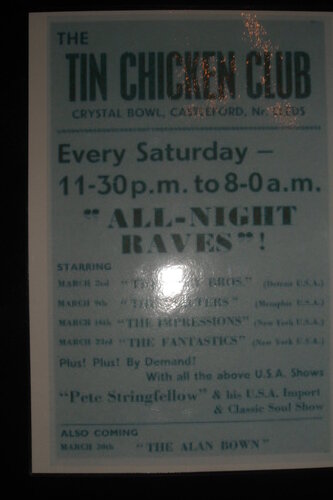 THE
TIN CHICKEN CLUB
CRYSTAL BOWL, CASTLEFORD, Nr. LEEDS
Every Saturday —
11-30 p.m. to 8-0 a.m.
"ALL-NIGHT
RAVES"!
STARRING
MARCH 2nd BROS." (Detroit U.S.A.)
MARCH 9th (Memphis U.S.A.)
MARCH 16th "THE IMPRESSIONS" (New York U.S.A.)
MARCH 23rd "THE FANTASTICS" (New York U.S.A.)
Plus! Plus! By Demand!
With all the above U.S.A. Shows
"Pete Stringfellow" & his U.S.A. Import
& Classic Soul Show
ALSO COMING
MARCH 30th "THE ALAN BOWN"